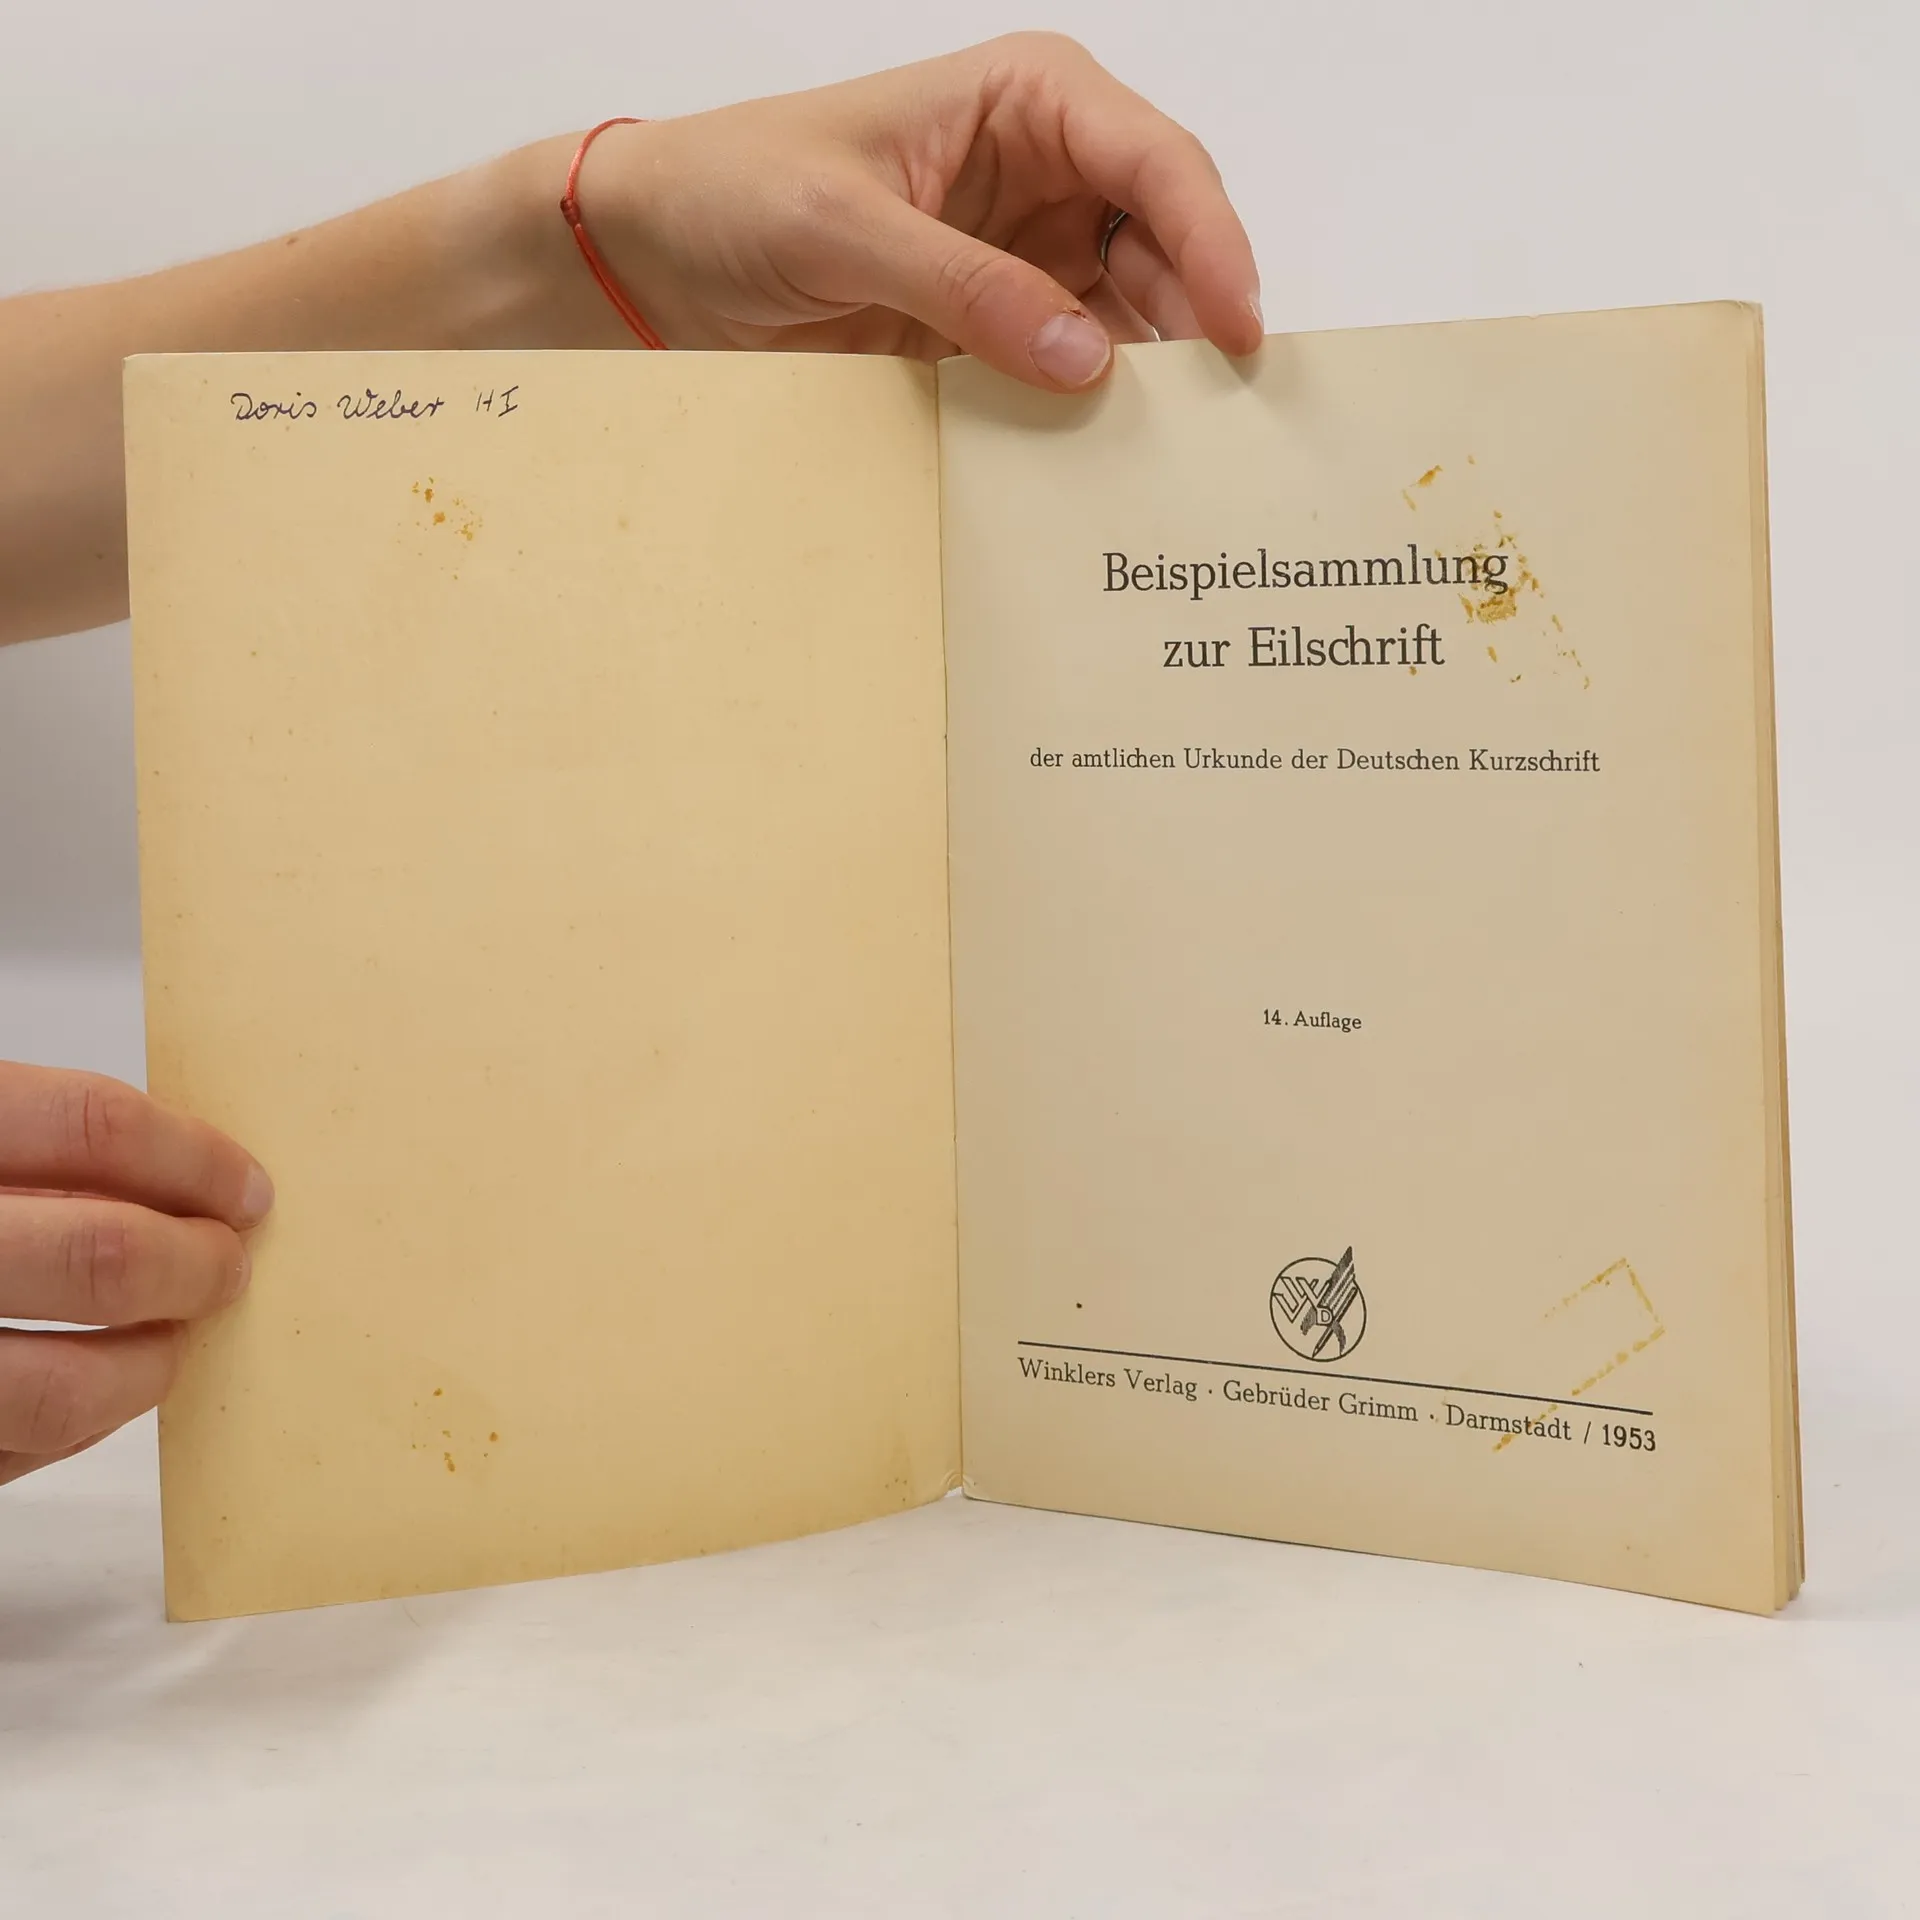 Doris Weber HI
Beispielsammlung
zur Eilschrift
der amtlichen Urkunde der Deutschen Kurzschrift
14. Auflage
WVD
Winklers Verlag · Gebrüder Grimm · Darmstadt / 1953